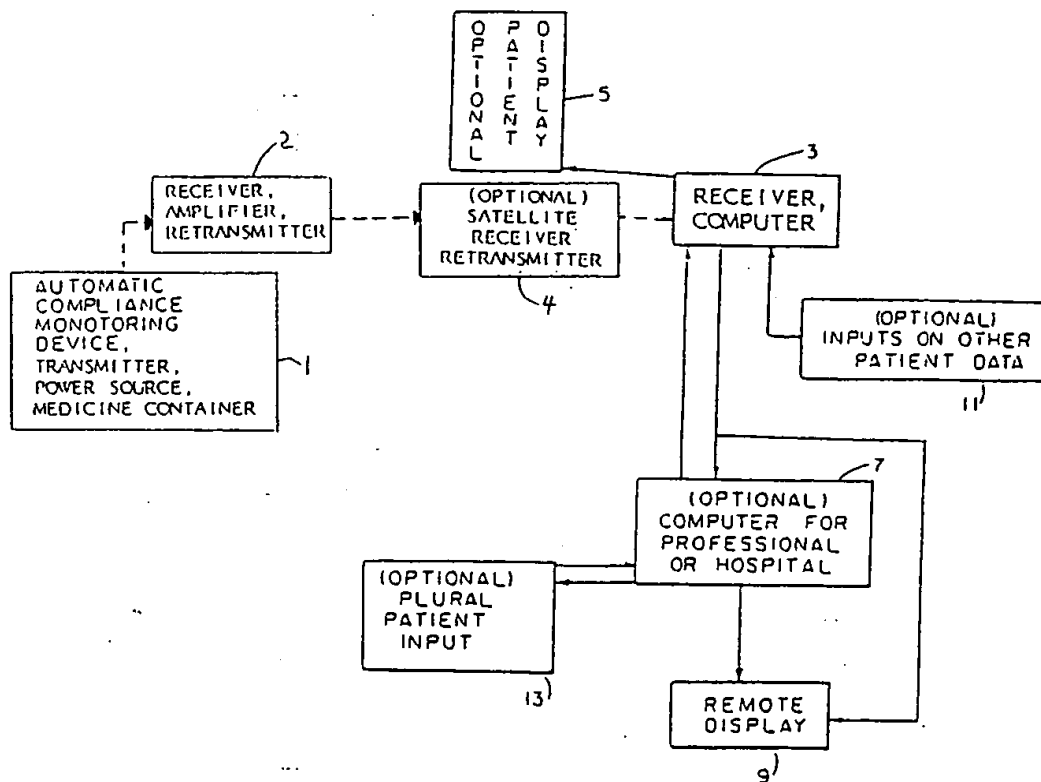 OPTIONAL
PATIENT
DISPLAY
5
2
RECEIVER,
AMPLIFIER,
RETRANSMITTER
(OPTIONAL)
SATELLITE
RECEIVER
RETRANSMITTER
4
3
RECEIVER,
COMPUTER
AUTOMATIC
COMPLIANCE
MONOTORING
DEVICE,
TRANSMITTER,
POWER SOURCE,
MEDICINE CONTAINER
1
(OPTIONAL)
INPUTS ON OTHER
PATIENT DATA
11
7
(OPTIONAL)
COMPUTER FOR
PROFESSIONAL
OR HOSPITAL
(OPTIONAL)
PLURAL
PATIENT
INPUT
13
REMOTE
DISPLAY
9